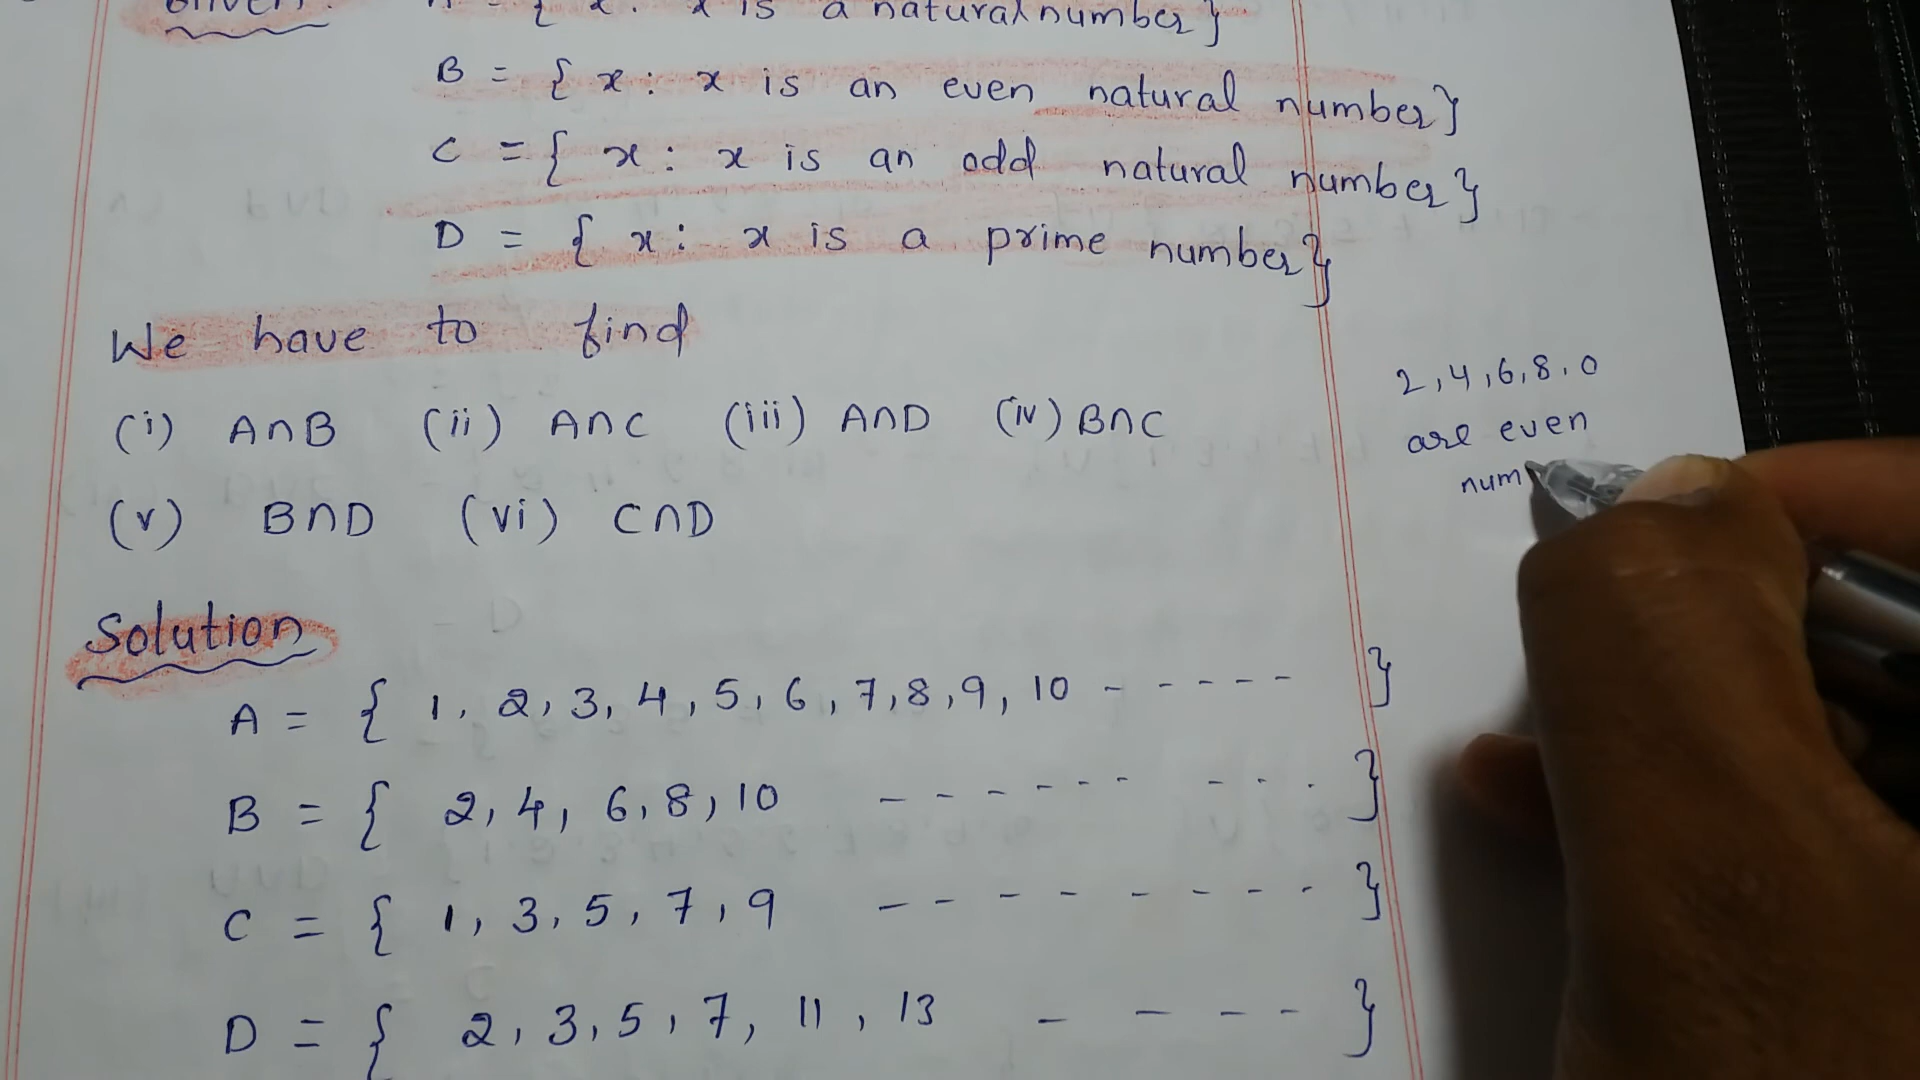 Given: A = { x: x is a natural number}
B = { x: x is an even natural number}
C = { x: x is an odd natural number}
D = { x: x is a prime number}
We have to find
(i) A∩B (ii) A∩C (iii) A∩D (iv) B∩C
(v) B∩D (vi) C∩D
2,4,6,8,0
are even
num
Solution
A = { 1, 2, 3, 4, 5, 6, 7, 8, 9, 10 - - - - - }
B = { 2, 4, 6, 8, 10 - - - - - - - - - . }
C = { 1, 3, 5, 7, 9 - - - - - - - - }
D = { 2, 3, 5, 7, 11, 13 - - - - }